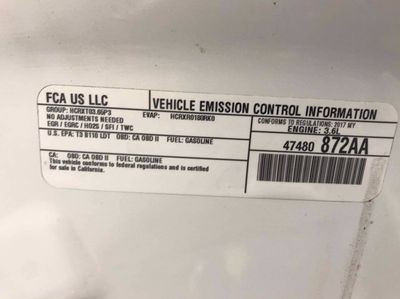 FCA US LLC
VEHICLE EMISSION CONTROL INFORMATION
GROUP: HCRXT03.65P3
EVAP: HCRXR0180RX0
NO ADJUSTMENTS NEEDED
EGR / EGRC / HO2S / SFI / TWC
CONFORMS TO REGULATIONS: 2017 MY
ENGINE: 3.6L
U.S. EPA: T3 B110 LDT OBD: CA OBD II FUEL: GASOLINE
47480 872AA
CA: OBD: CA OBD II FUEL: GASOLINE
This vehicle conforms to federal regulations and is certified
for sale in California.